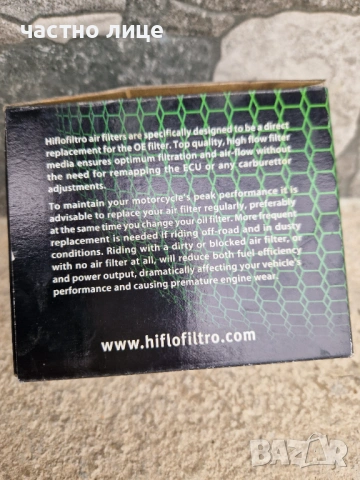 частно лице
Hiflofiltro air filters are specifically designed to be a direct
replacement for the OE filter. Top quality, high flow filter
media ensures optimum filtration and air-flow without
the need for remapping the ECU or any carburettor
adjustments.
To maintain your motorcycle's peak performance it is
advisable to replace your air filter regularly, preferably
at the same time you change your oil filter. More frequent
replacement is needed if riding off-road and in dusty
conditions. Riding with a dirty or blocked air filter, or
with no air filter at all, will reduce both fuel efficiency
and power output, dramatically affecting your vehicle's
performance and causing premature engine wear.
www.hiflofiltro.com
BAZAR